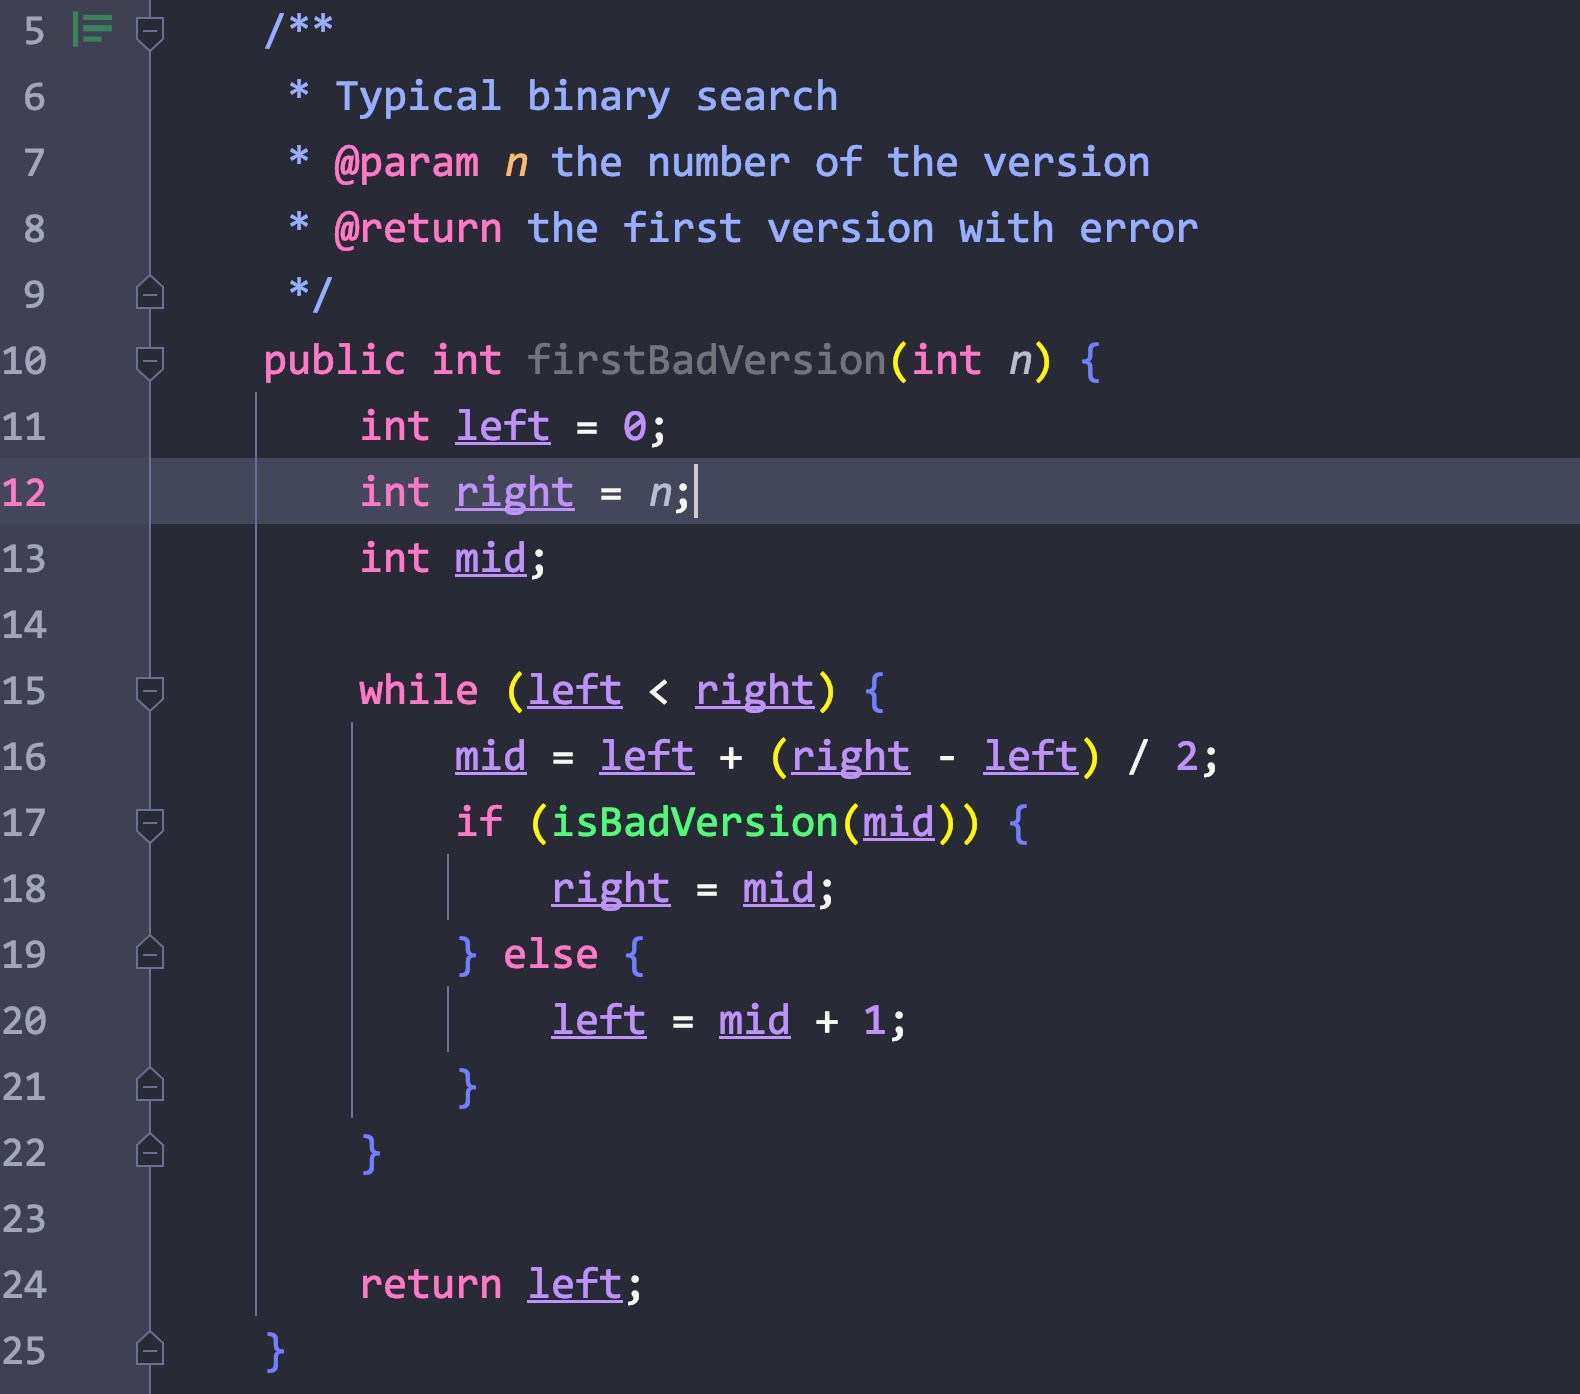 5 /**
6 * Typical binary search
7 * @param n the number of the version
8 * @return the first version with error
9 */
10 public int firstBadVersion(int n) {
11 int left = 0;
12 int right = n;
13 int mid;
14
15 while (left < right) {
16 mid = left + (right - left) / 2;
17 if (isBadVersion(mid)) {
18 right = mid;
19 } else {
20 left = mid + 1;
21 }
22 }
23
24 return left;
25 }